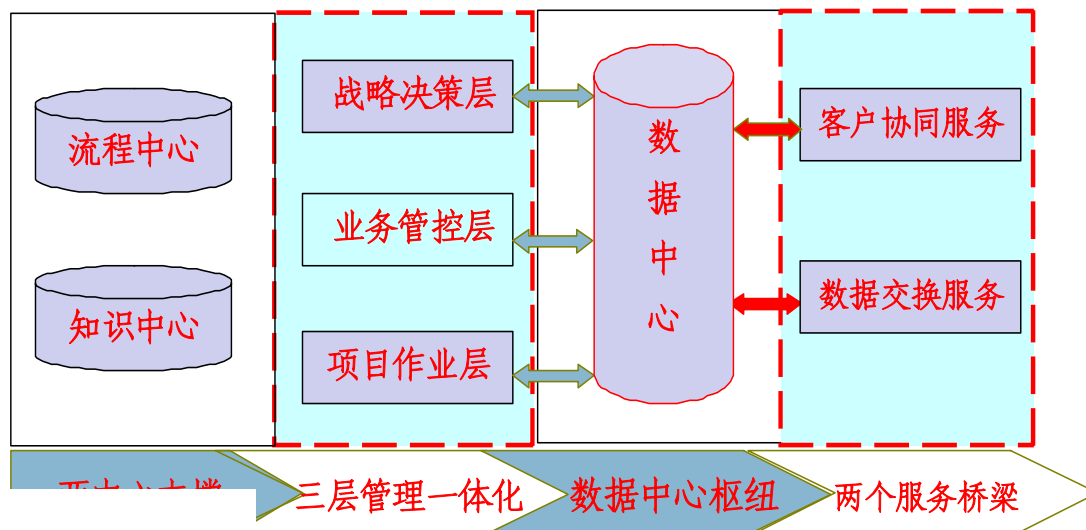 流程中心
知识中心
战略决策层
业务管控层
项目作业层
数
据
中
心
客户协同服务
数据交换服务
三层管理一体化
数据中心枢纽
两个服务桥梁